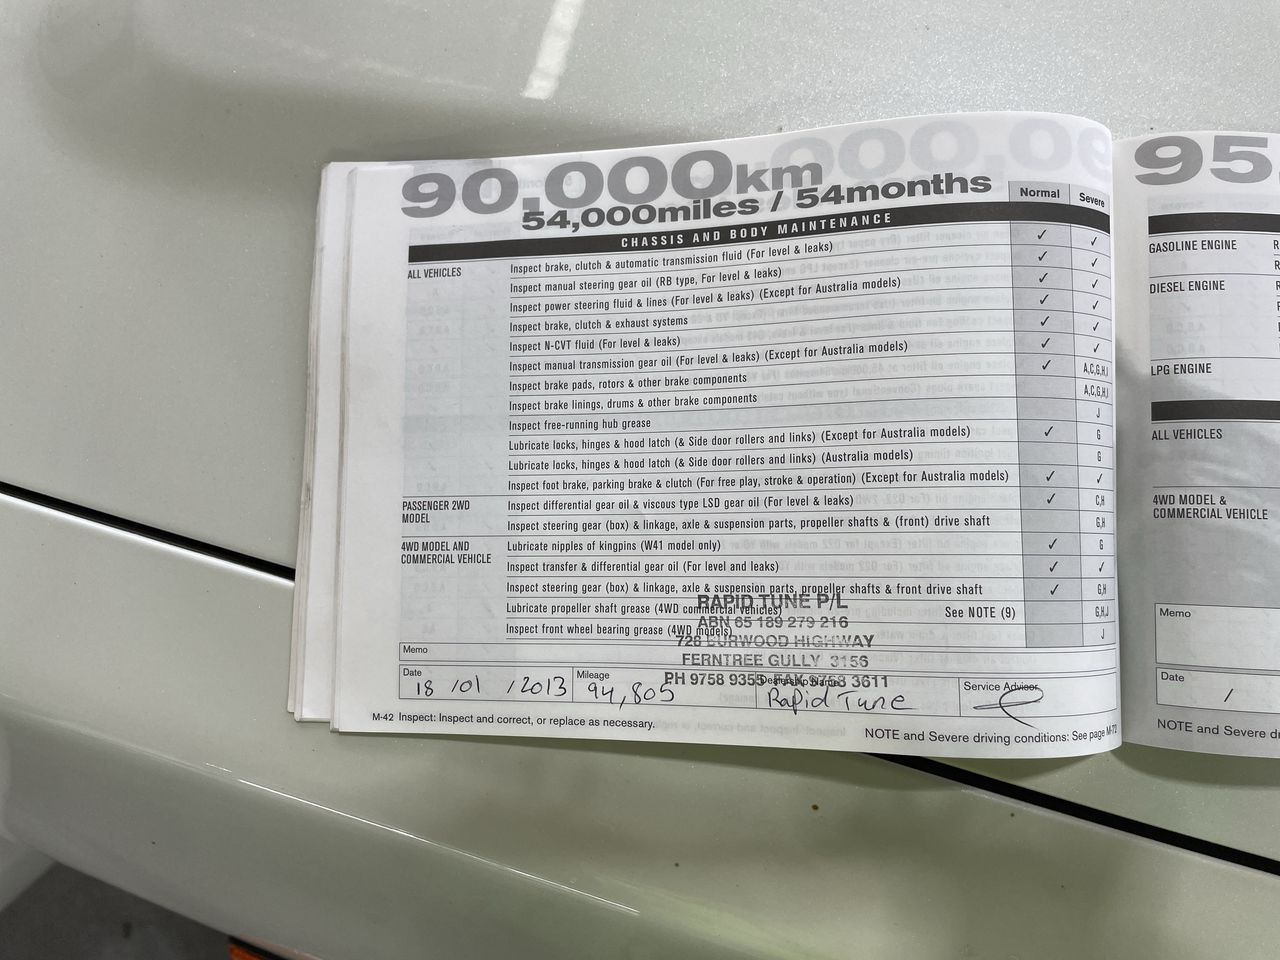 90,000km
54,000miles / 54months
Normal Severe
CHASSIS AND BODY MAINTENANCE
ALL VEHICLES
Inspect brake, clutch & automatic transmission fluid (For level & leaks) ✓ ✓
Inspect manual steering gear oil (RB type, For level & leaks) ✓ ✓
Inspect power steering fluid & lines (For level & leaks) (Except for Australia models) ✓ ✓
Inspect brake, clutch & exhaust systems ✓ ✓
Inspect N-CVT fluid (For level & leaks) ✓ ✓
Inspect manual transmission gear oil (For level & leaks) (Except for Australia models) ✓ ✓
Inspect brake pads, rotors & other brake components ✓ A,C,G,H,I
Inspect brake linings, drums & other brake components A,C,G,H,I
Inspect free-running hub grease J
Lubricate locks, hinges & hood latch (& Side door rollers and links) (Except for Australia models) ✓ G
Lubricate locks, hinges & hood latch (& Side door rollers and links) (Australia models) G
Inspect foot brake, parking brake & clutch (For free play, stroke & operation) (Except for Australia models) ✓ ✓
PASSENGER 2WD
MODEL
Inspect differential gear oil & viscous type LSD gear oil (For level & leaks) ✓ C,H
Inspect steering gear (box) & linkage, axle & suspension parts, propeller shafts & (front) drive shaft G,H
4WD MODEL AND
COMMERCIAL VEHICLE
Lubricate nipples of kingpins (W41 model only) ✓ G
Inspect transfer & differential gear oil (For level and leaks) ✓ ✓
Inspect steering gear (box) & linkage, axle & suspension parts, propeller shafts & front drive shaft ✓ G,H
Lubricate propeller shaft grease (4WD commercial vehicles) See NOTE (9) G,H,J
Inspect front wheel bearing grease (4WD models) J
RAPID TUNE P/L
ABN 65 189 279 216
728 BURWOOD HIGHWAY
FERNTREE GULLY 3156
PH 9758 9355 FAX 9758 3611
Memo
Date 18 /01 /2013
Mileage 94,805
Dealership Name Rapid Tune
Service Advisor
M-42 Inspect: Inspect and correct, or replace as necessary.
NOTE and Severe driving conditions: See page M-72
95
GASOLINE ENGINE
DIESEL ENGINE
LPG ENGINE
ALL VEHICLES
4WD MODEL &
COMMERCIAL VEHICLE
Memo
Date /
NOTE and Severe